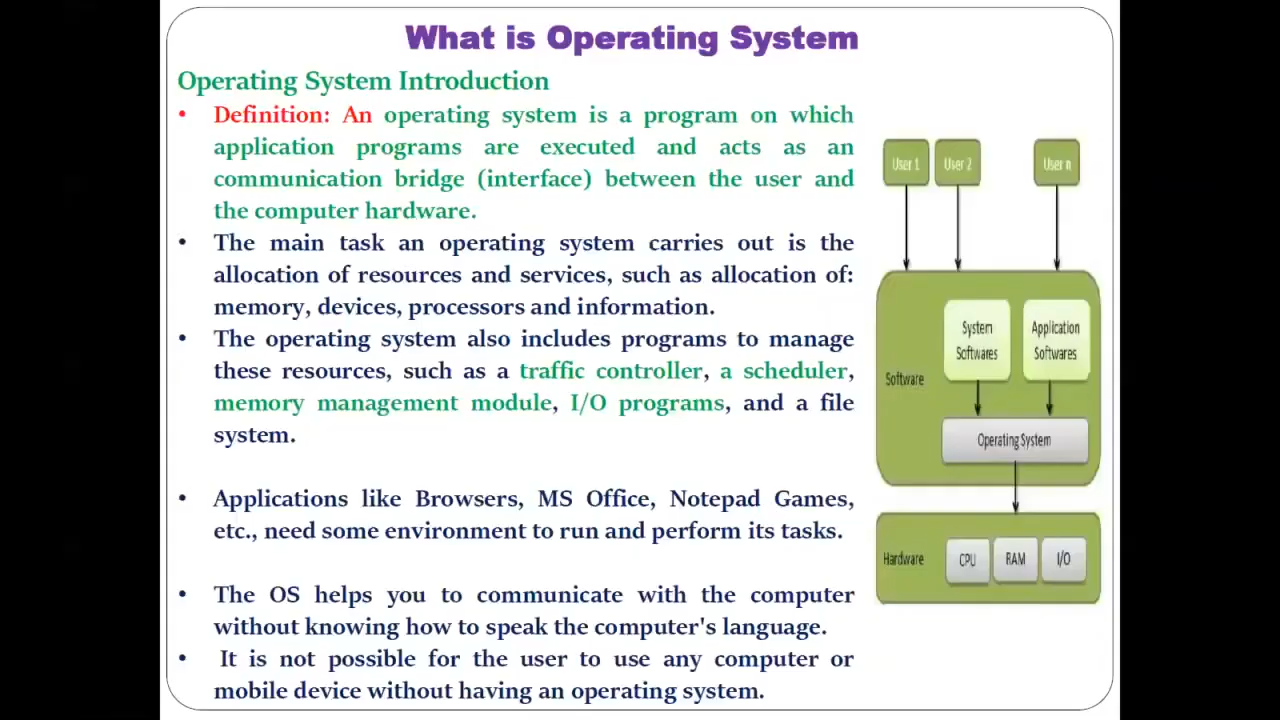 What is Operating System
Operating System Introduction
• Definition: An operating system is a program on which
application programs are executed and acts as an
communication bridge (interface) between the user and
the computer hardware.
• The main task an operating system carries out is the
allocation of resources and services, such as allocation of:
memory, devices, processors and information.
• The operating system also includes programs to manage
these resources, such as a traffic controller, a scheduler,
memory management module, I/O programs, and a file
system.
• Applications like Browsers, MS Office, Notepad Games,
etc., need some environment to run and perform its tasks.
• The OS helps you to communicate with the computer
without knowing how to speak the computer's language.
• It is not possible for the user to use any computer or
mobile device without having an operating system.
User 1
User 2
User n
System
Softwares
Application
Softwares
Software
Operating System
Hardware
CPU
RAM
I/O